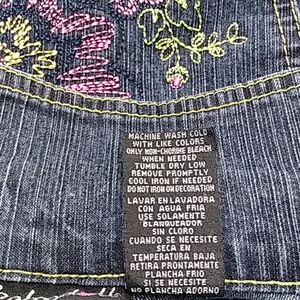 MACHINE WASH COLD
WITH LIKE COLORS
ONLY NON-CHORINE BLEACH
WHEN NEEDED
TUMBLE DRY LOW
REMOVE PROMPTLY
COOL IRON IF NEEDED
DO NOT IRON ON DECORATION
LAVAR EN LAVADORA
CON AGUA FRIA
USE SOLAMENTE
BLANQUEADOR
SIN CLORO
CUANDO SE NECESITE
SECA EN
TEMPERATURA BAJA
RETIRA PRONTAMENTE
PLANCHA FRIO
SI SE NECESITE
NO PLANCHA ADORNO